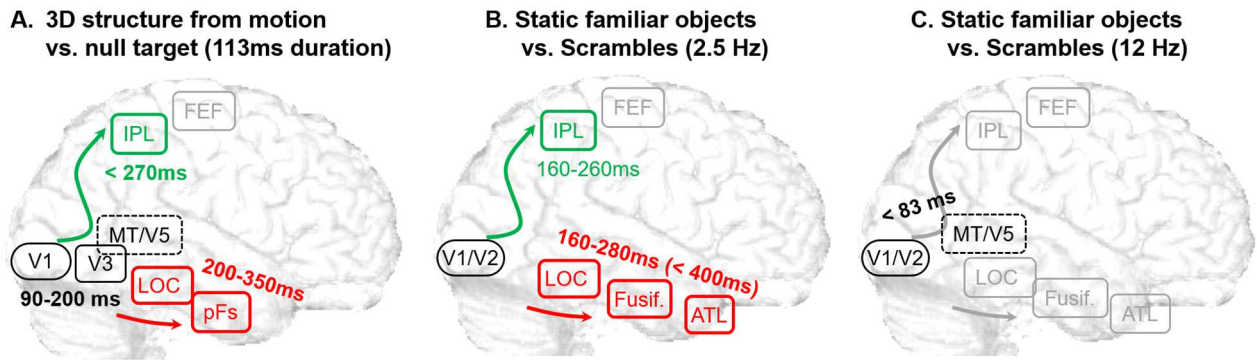 A. 3D structure from motion
vs. null target (113ms duration)
FEF
IPL
< 270ms
MT/V5
V1
V3
90-200 ms
LOC
200-350ms
pFs
B. Static familiar objects
vs. Scrambles (2.5 Hz)
FEF
IPL
160-260ms
V1/V2
160-280ms (< 400ms)
LOC
Fusif.
ATL
C. Static familiar objects
vs. Scrambles (12 Hz)
FEF
IPL
< 83 ms
MT/V5
V1/V2
LOC
Fusif.
ATL